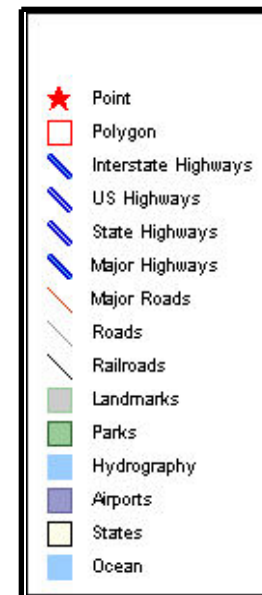 Point
Polygon
Interstate Highways
US Highways
State Highways
Major Highways
Major Roads
Roads
Railroads
Landmarks
Parks
Hydrography
Airports
States
Ocean